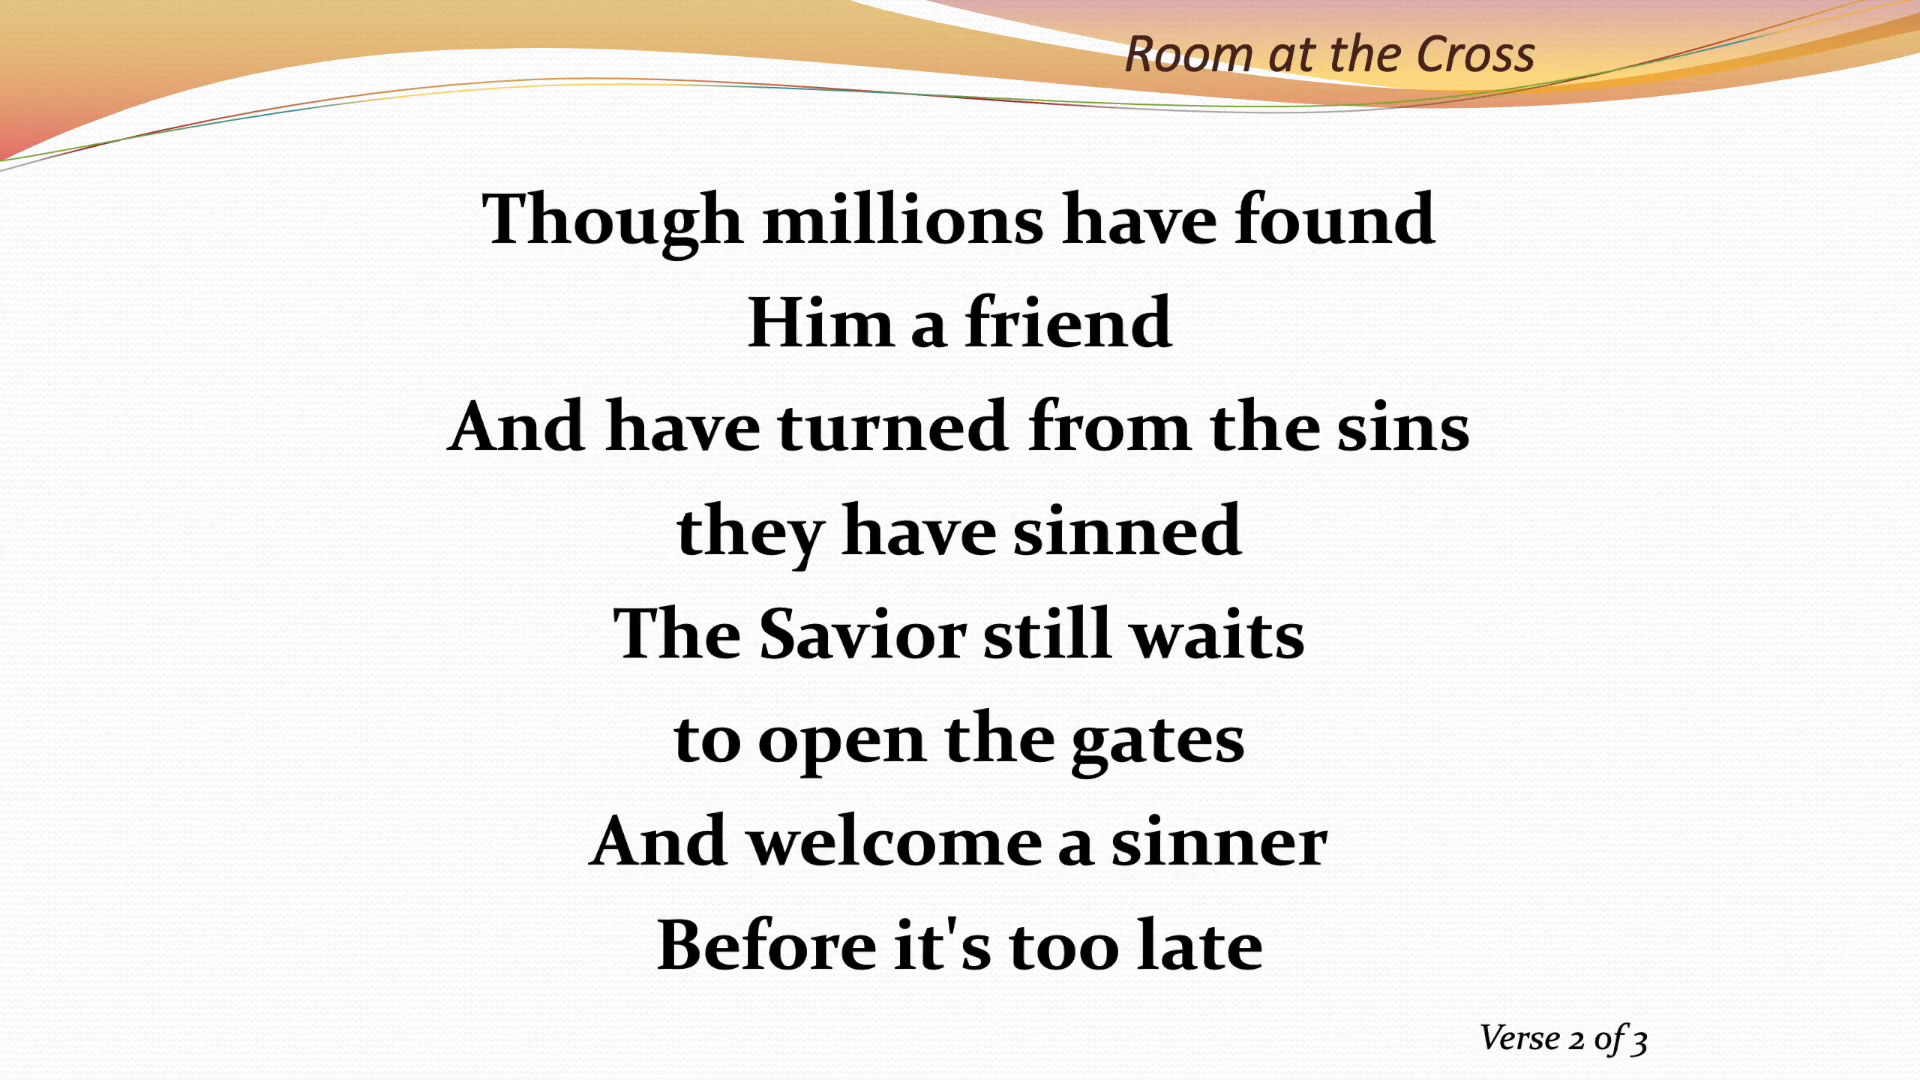 Room at the Cross
Though millions have found
Him a friend
And have turned from the sins
they have sinned
The Savior still waits
to open the gates
And welcome a sinner
Before it's too late
Verse 2 of 3